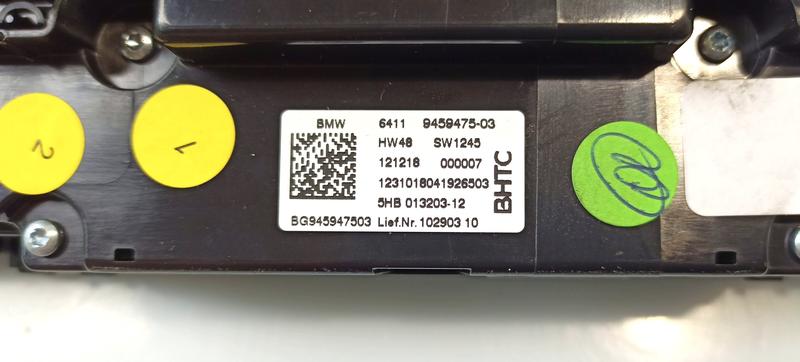 2
1
BMW 6411 9459475-03
HW48 SW1245
121218 000007
1231018041926503
5HB 013203-12
BG945947503 Lief.Nr. 102903 10
BHTC